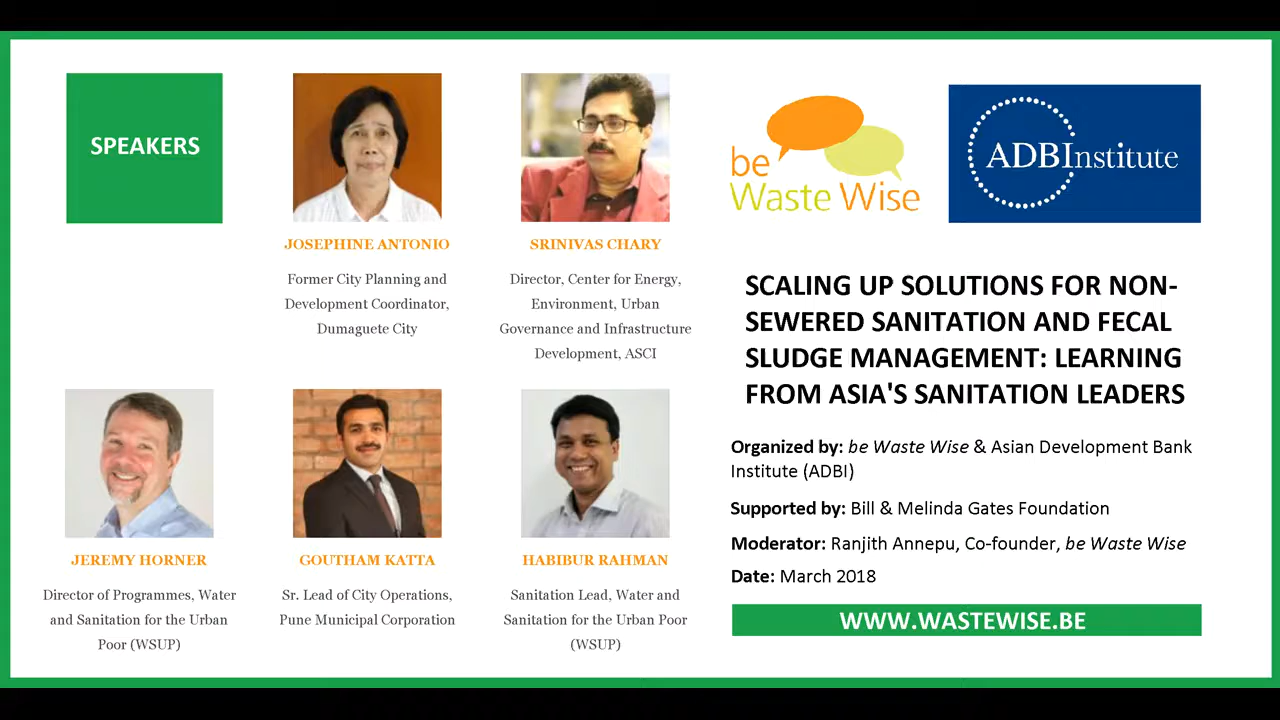 SPEAKERS
JOSEPHINE ANTONIO
Former City Planning and
Development Coordinator,
Dumaguete City
SRINIVAS CHARY
Director, Center for Energy,
Environment, Urban
Governance and Infrastructure
Development, ASCI
JEREMY HORNER
Director of Programmes, Water
and Sanitation for the Urban
Poor (WSUP)
GOUTHAM KATTA
Sr. Lead of City Operations,
Pune Municipal Corporation
HABIBUR RAHMAN
Sanitation Lead, Water and
Sanitation for the Urban Poor
(WSUP)
be
Waste Wise
ADBInstitute
SCALING UP SOLUTIONS FOR NON-
SEWERED SANITATION AND FECAL
SLUDGE MANAGEMENT: LEARNING
FROM ASIA'S SANITATION LEADERS
Organized by: be Waste Wise & Asian Development Bank
Institute (ADBI)
Supported by: Bill & Melinda Gates Foundation
Moderator: Ranjith Annepu, Co-founder, be Waste Wise
Date: March 2018
WWW.WASTEWISE.BE